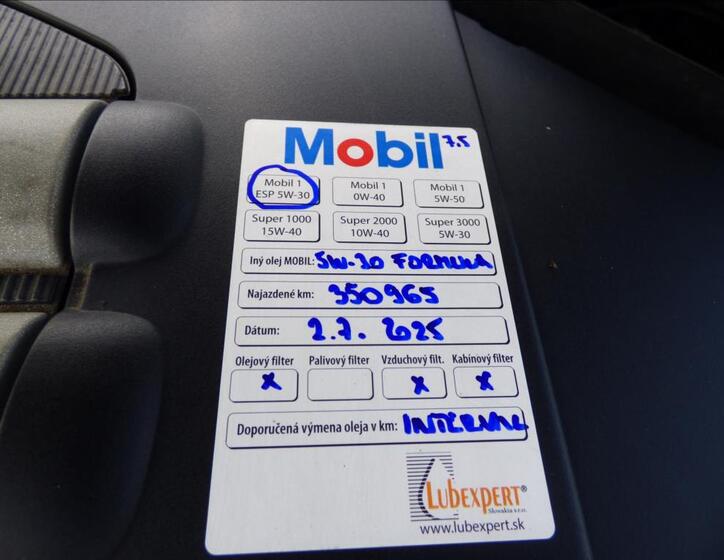 Mobil 7.5
Mobil 1 ESP 5W-30
Mobil 1 0W-40
Mobil 1 5W-50
Super 1000 15W-40
Super 2000 10W-40
Super 3000 5W-30
Iný olej MOBIL: 5W-30 FORMULA
Najazdené km: 350965
Dátum: 2.7. 2025
Olejový filter Palivový filter Vzduchový filt. Kabínový filter
x x x
Doporučená výmena oleja v km: INTERVAL
LUBEXPERT®
Slovakia s.r.o.
www.lubexpert.sk